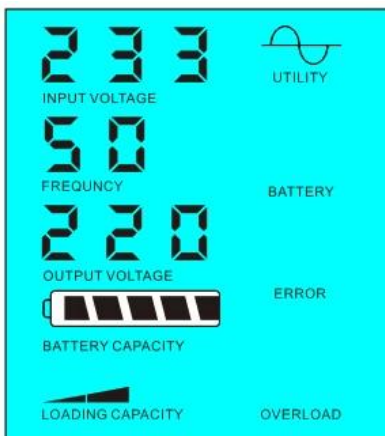 233
UTILITY
INPUT VOLTAGE
50
FREQUNCY
BATTERY
220
OUTPUT VOLTAGE
ERROR
BATTERY CAPACITY
LOADING CAPACITY
OVERLOAD